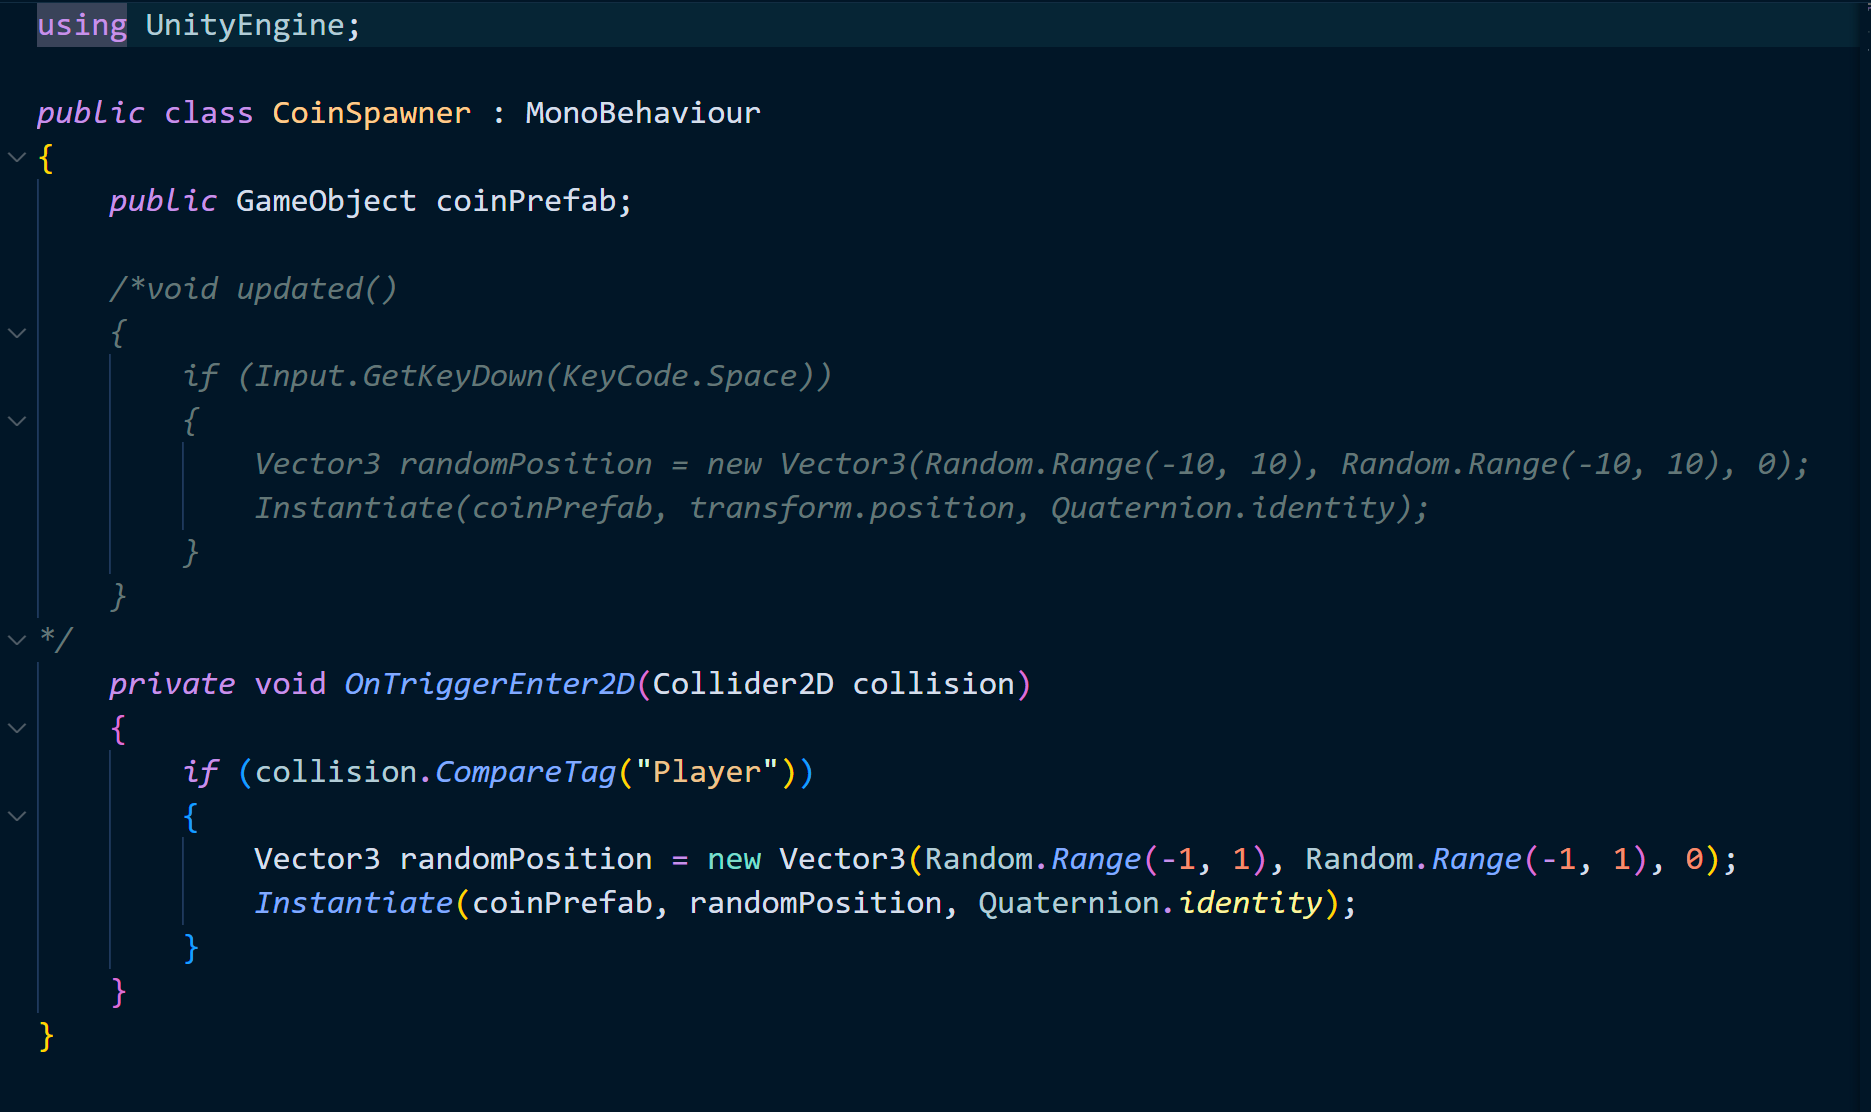 using UnityEngine;
public class CoinSpawner : MonoBehaviour
{
public GameObject coinPrefab;
/*void updated()
{
if (Input.GetKeyDown(KeyCode.Space))
{
Vector3 randomPosition = new Vector3(Random.Range(-10, 10), Random.Range(-10, 10), 0);
Instantiate(coinPrefab, transform.position, Quaternion.identity);
}
}
*/
private void OnTriggerEnter2D(Collider2D collision)
{
if (collision.CompareTag("Player"))
{
Vector3 randomPosition = new Vector3(Random.Range(-1, 1), Random.Range(-1, 1), 0);
Instantiate(coinPrefab, randomPosition, Quaternion.identity);
}
}
}